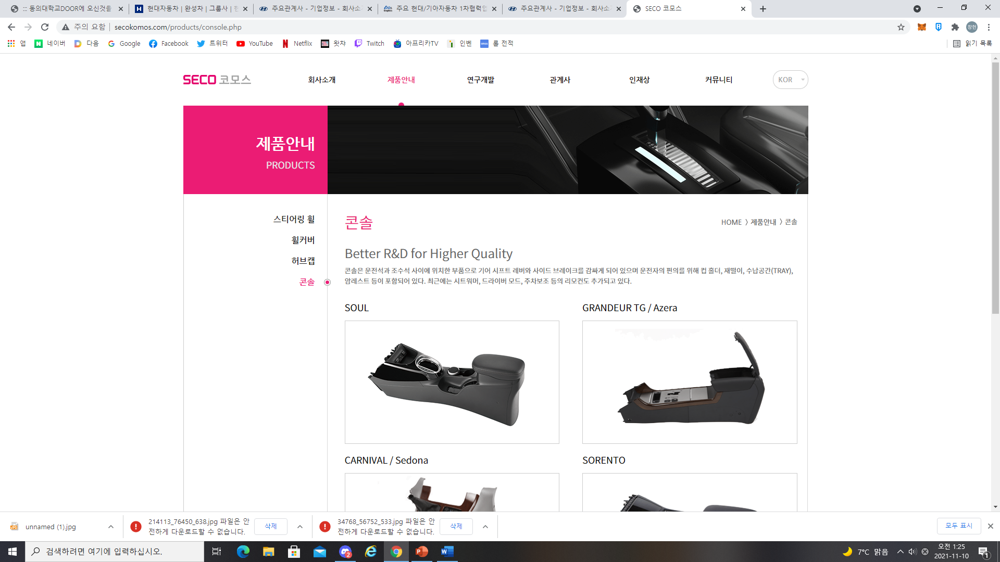 ::: 동의대학교DOOR에 오신것을
현대자동차 | 완성차 | 그룹사 | 현
주요관계사 - 기업정보 - 회사소개
주요 현대/기아자동차 1차협력업
주요관계사 - 기업정보 - 회사소개
SECO 코모스
주의 요함 | secokomos.com/products/console.php
창헌
앱
네이버
다음
Google
Facebook
트위터
YouTube
Netflix
왓챠
Twitch
아프리카TV
인벤
롤 전적
읽기 목록
SECO 코모스
회사소개
제품안내
연구개발
관계사
인재상
커뮤니티
KOR
제품안내
PRODUCTS
스티어링 휠
휠커버
허브캡
콘솔
콘솔
HOME 〉 제품안내 〉 콘솔
Better R&D for Higher Quality
콘솔은 운전석과 조수석 사이에 위치한 부품으로 기어 시프트 레버와 사이드 브레이크를 감싸게 되어 있으며 운전자의 편의를 위해 컵 홀더, 재떨이, 수납공간(TRAY),
암레스트 등이 포함되어 있다. 최근에는 시트워머, 드라이버 모드, 주차보조 등의 리모컨도 추가되고 있다.
SOUL
GRANDEUR TG / Azera
CARNIVAL / Sedona
SORENTO
unnamed (1).jpg
214113_76450_638.jpg 파일은 안
전하게 다운로드할 수 없습니다.
삭제
34768_56752_533.jpg 파일은 안
전하게 다운로드할 수 없습니다.
삭제
모두 표시
검색하려면 여기에 입력하십시오.
2
7°C 맑음
오전 1:25
2021-11-10
1